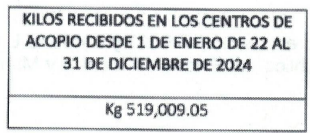 KILOS RECIBIDOS EN LOS CENTROS DE
ACOPIO DESDE 1 DE ENERO DE 22 AL
31 DE DICIEMBRE DE 2024
Kg 519,009.05